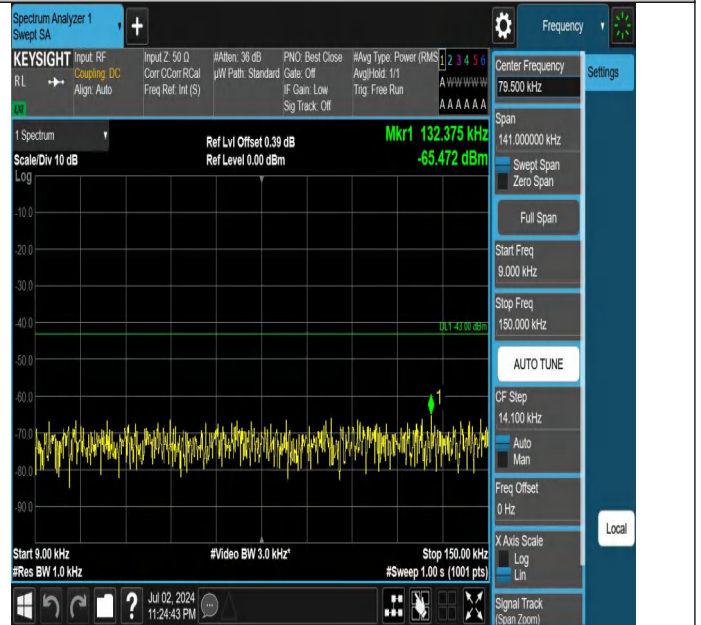 Spectrum Analyzer 1
Swept SA
+
Frequency
KEYSIGHT
RL
Input: RF
Coupling: DC
Align: Auto
Input Z: 50 Ω
Corr CCorr RCal
Freq Ref: Int (S)
#Atten: 36 dB
µW Path: Standard
PNO: Best Close
Gate: Off
IF Gain: Low
Sig Track: Off
#Avg Type: Power (RMS
Avg|Hold: 1/1
Trig: Free Run
1 2 3 4 5 6
A W W W W W
A A A A A A
Center Frequency
79.500 kHz
Settings
Span
141.000000 kHz
Swept Span
Zero Span
Full Span
Start Freq
9.000 kHz
Stop Freq
150.000 kHz
AUTO TUNE
CF Step
14.100 kHz
Auto
Man
Freq Offset
0 Hz
X Axis Scale
Log
Lin
Signal Track
(Span Zoom)
Local
1 Spectrum
Scale/Div 10 dB
Log
Ref Lvl Offset 0.39 dB
Ref Level 0.00 dBm
Mkr1 132.375 kHz
-65.472 dBm
-10.0
-20.0
-30.0
-40.0
DL1 -43.00 dBm
-50.0
-60.0
1
-70.0
-80.0
-90.0
Start 9.00 kHz
#Res BW 1.0 kHz
#Video BW 3.0 kHz*
Stop 150.00 kHz
#Sweep 1.00 s (1001 pts)
?
Jul 02, 2024
11:24:43 PM